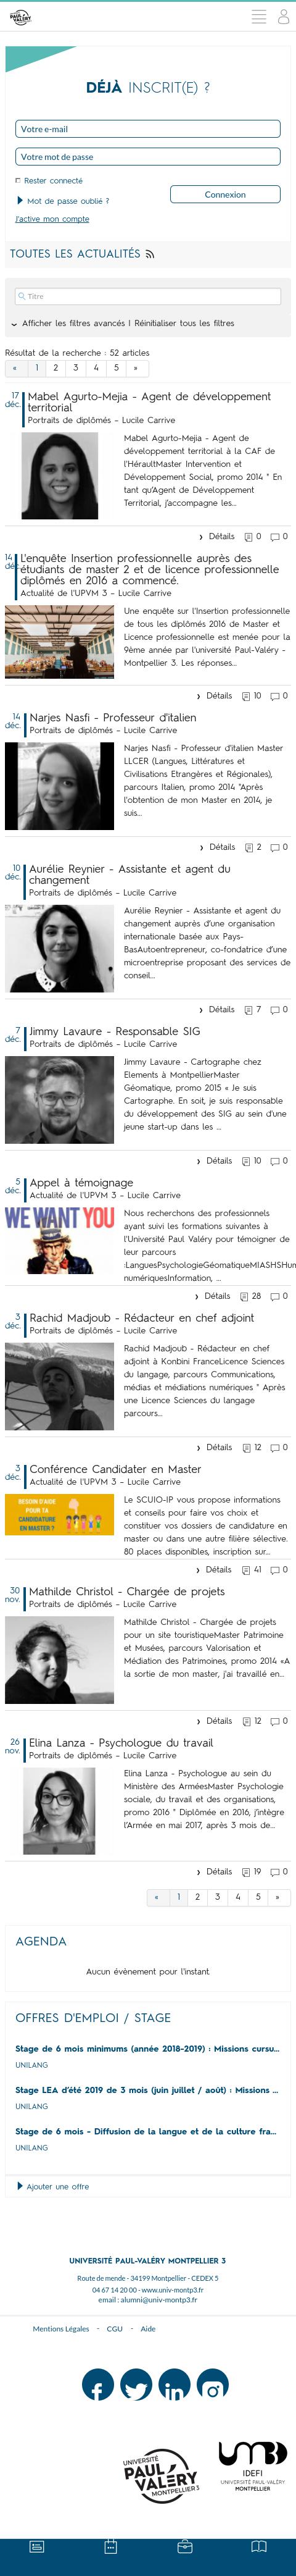 PAUL
VALÉRY
DÉJÀ INSCRIT(E) ?
Votre e-mail
Votre mot de passe
Rester connecté
Connexion
Mot de passe oublié ?
J'active mon compte
TOUTES LES ACTUALITÉS
Titre
Afficher les filtres avancés | Réinitialiser tous les filtres
Résultat de la recherche : 52 articles
« 1 2 3 4 5 »
17 déc.
Mabel Agurto-Mejia - Agent de développement
territorial
Portraits de diplômés - Lucile Carrive
Mabel Agurto-Mejia - Agent de
développement territorial à la CAF de
l'HéraultMaster Intervention et
Développement Social, promo 2014 " En
tant qu'Agent de Développement
Territorial, j'accompagne les...
Détails 0 0
14 déc.
L'enquête Insertion professionnelle auprès des
étudiants de master 2 et de licence professionnelle
diplômés en 2016 a commencé.
Actualité de l'UPVM 3 - Lucile Carrive
Une enquête sur l'Insertion professionnelle
de tous les diplômés 2016 de Master et
Licence professionnelle est menée pour la
9ème année par l'université Paul-Valéry -
Montpellier 3. Les réponses...
Détails 10 0
14 déc.
Narjes Nasfi - Professeur d'italien
Portraits de diplômés - Lucile Carrive
Narjes Nasfi - Professeur d'italien Master
LLCER (Langues, Littératures et
Civilisations Etrangères et Régionales),
parcours Italien, promo 2014 "Après
l'obtention de mon Master en 2014, je
suis...
Détails 2 0
10 déc.
Aurélie Reynier - Assistante et agent du
changement
Portraits de diplômés - Lucile Carrive
Aurélie Reynier - Assistante et agent du
changement auprès d'une organisation
internationale basée aux Pays-
BasAutoentrepreneur, co-fondatrice d'une
microentreprise proposant des services de
conseil...
Détails 7 0
7 déc.
Jimmy Lavaure - Responsable SIG
Portraits de diplômés - Lucile Carrive
Jimmy Lavaure - Cartographe chez
Elements à MontpellierMaster
Géomatique, promo 2015 « Je suis
Cartographe. En soit, je suis responsable
du développement des SIG au sein d'une
jeune start-up dans les ...
Détails 10 0
5 déc.
Appel à témoignage
Actualité de l'UPVM 3 - Lucile Carrive
WE WANT YOU
Nous recherchons des professionnels
ayant suivi les formations suivantes à
l'Université Paul Valéry pour témoigner de
leur parcours
:LanguesPsychologieGéomatiqueMIASHSHum
numériquesInformation, ...
Détails 28 0
3 déc.
Rachid Madjoub - Rédacteur en chef adjoint
Portraits de diplômés - Lucile Carrive
Rachid Madjoub - Rédacteur en chef
adjoint à Konbini FranceLicence Sciences
du langage, parcours Communications,
médias et médiations numériques " Après
une Licence Sciences du langage
parcours...
Détails 12 0
3 déc.
Conférence Candidater en Master
Actualité de l'UPVM 3 - Lucile Carrive
BESOIN D'AIDE
POUR TA
CANDIDATURE
EN MASTER ?
Le SCUIO-IP vous propose informations
et conseils pour faire vos choix et
constituer vos dossiers de candidature en
master ou dans une autre filière sélective.
80 places disponibles, inscription sur...
Détails 41 0
30 nov.
Mathilde Christol - Chargée de projets
Portraits de diplômés - Lucile Carrive
Mathilde Christol - Chargée de projets
pour un site touristiqueMaster Patrimoine
et Musées, parcours Valorisation et
Médiation des Patrimoines, promo 2014 «A
la sortie de mon master, j'ai travaillé en...
Détails 12 0
26 nov.
Elina Lanza - Psychologue du travail
Portraits de diplômés - Lucile Carrive
Elina Lanza - Psychologue au sein du
Ministère des ArméesMaster Psychologie
sociale, du travail et des organisations,
promo 2016 " Diplômée en 2016, j'intègre
l'Armée en mai 2017, après 3 mois de...
Détails 19 0
« 1 2 3 4 5 »
AGENDA
Aucun évènement pour l'instant.
OFFRES D'EMPLOI / STAGE
Stage de 6 mois minimums (année 2018-2019) : Missions cursu...
UNILANG
Stage LEA d'été 2019 de 3 mois (juin juillet / août) : Missions ...
UNILANG
Stage de 6 mois - Diffusion de la langue et de la culture fra...
UNILANG
Ajouter une offre
UNIVERSITÉ PAUL-VALÉRY MONTPELLIER 3
Route de mende - 34199 Montpellier - CEDEX 5
04 67 14 20 00 - www.univ-montp3.fr
email : alumni@univ-montp3.fr
Mentions Légales - CGU - Aide
UNIVERSITÉ
PAUL
VALÉRY
MONTPELLIER 3
IDEFI
UNIVERSITÉ PAUL VALÉRY
MONTPELLIER